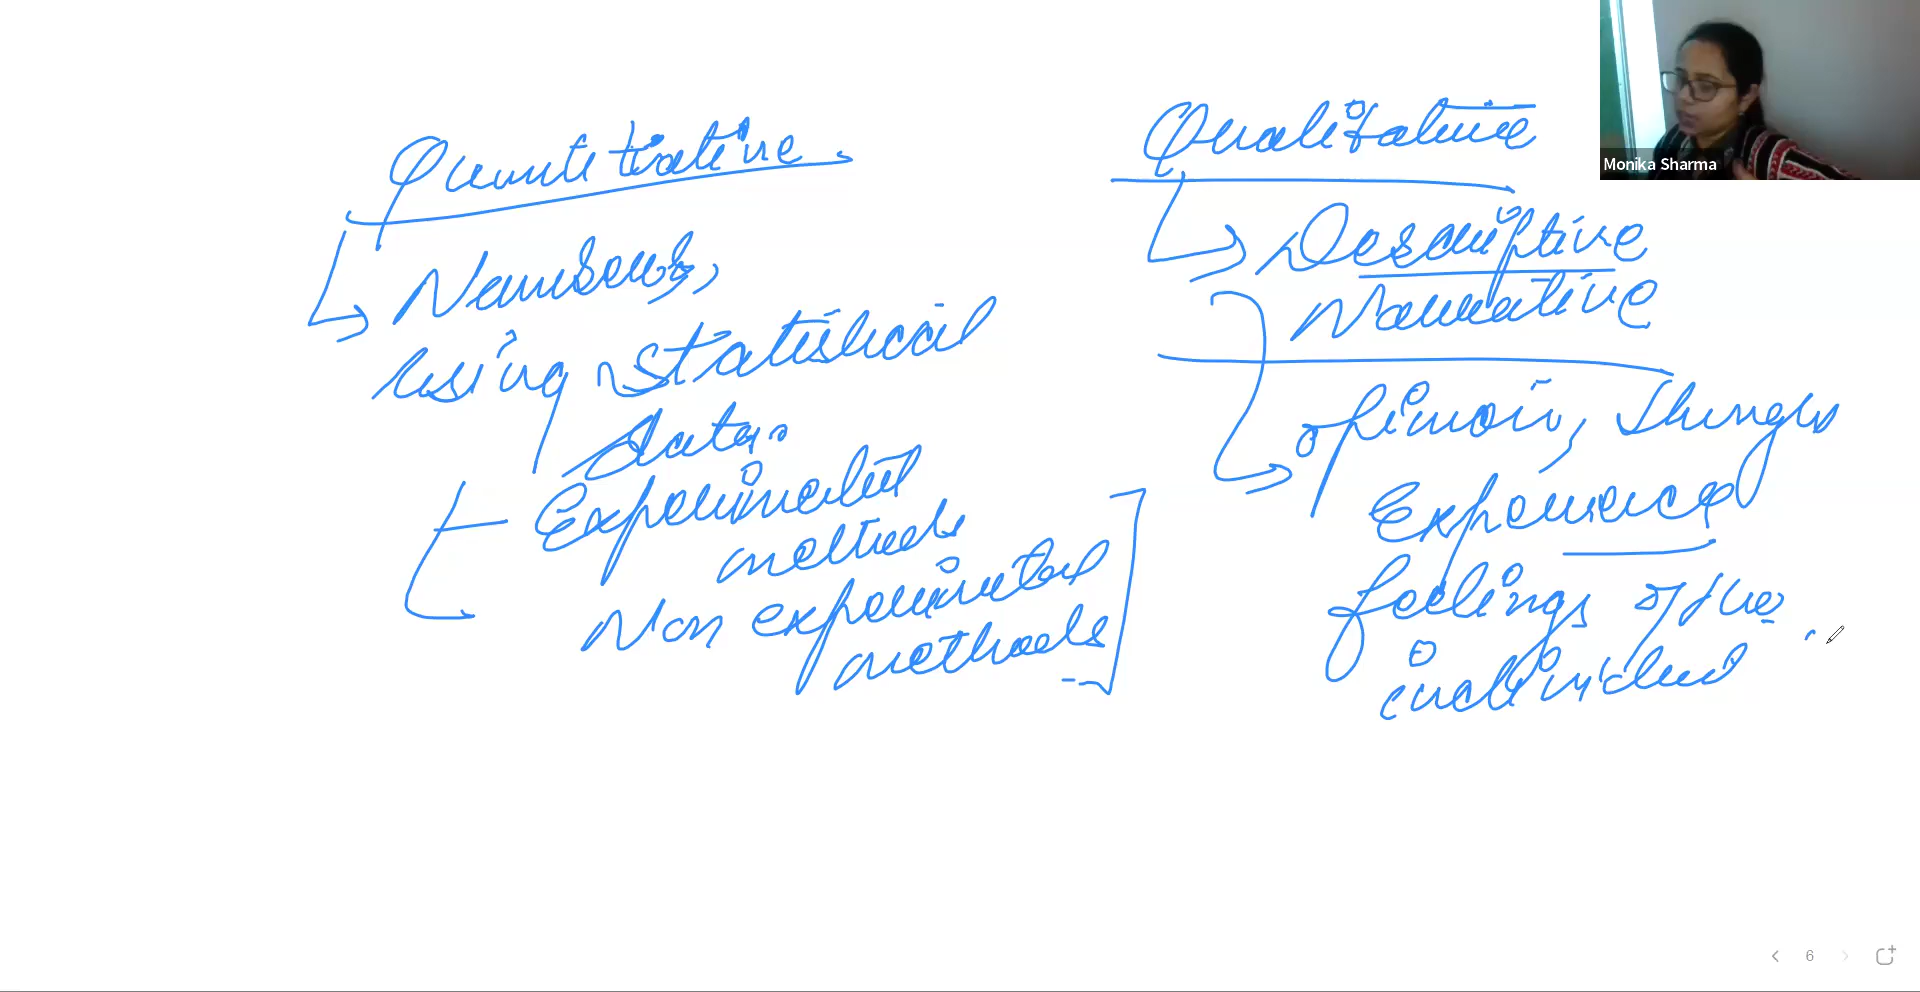 Quantitative
Numbers,
using statistical
data.
Experimental
methods
Non experimental
methods
Qualitative
Descriptive
Narrative
opinion, things
Experience
feelings of the
individual
Monika Sharma
6